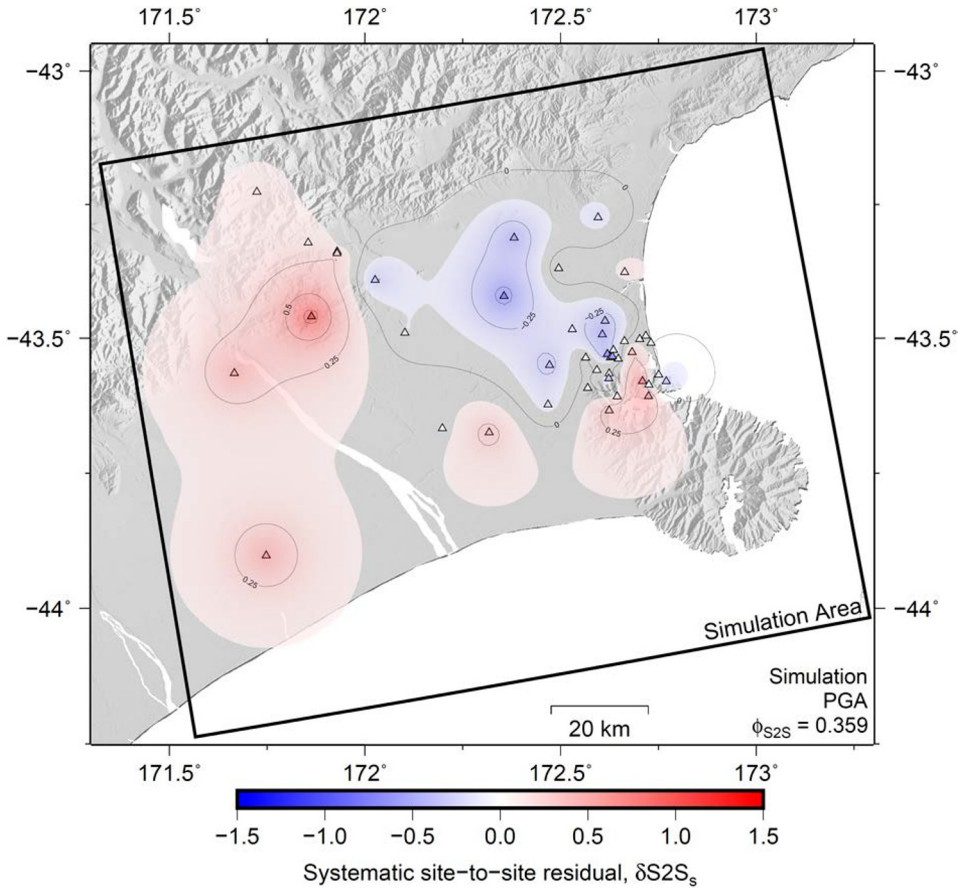 171.5° 172° 172.5° 173°
−43° −43°
0
0
0.5
−0.25
−0.25
−43.5° −43.5°
0.25
0
0
0.25
0.25
−44° −44°
Simulation Area
Simulation
PGA
20 km
ϕS2S = 0.359
171.5° 172° 172.5° 173°
−1.5 −1.0 −0.5 0.0 0.5 1.0 1.5
Systematic site−to−site residual, δS2Ss